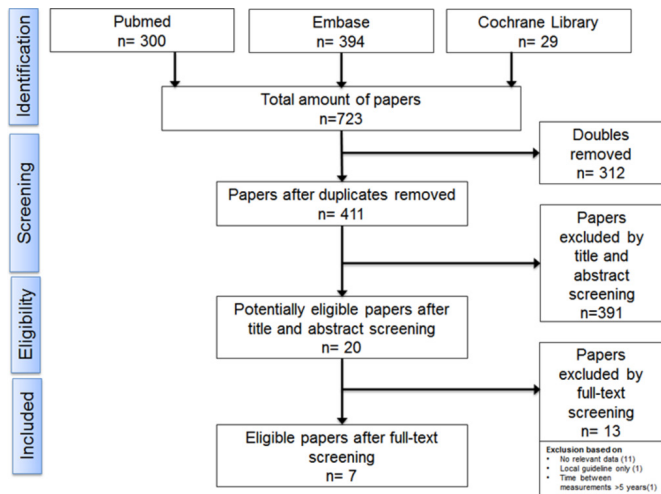 Identification
Pubmed
n= 300
Embase
n= 394
Cochrane Library
n= 29
Total amount of papers
n=723
Screening
Doubles
removed
n= 312
Papers after duplicates removed
n= 411
Papers
excluded by
title and
abstract
screening
n=391
Eligibility
Potentially eligible papers after
title and abstract screening
n= 20
Papers
excluded by
full-text
screening
n= 13
Included
Eligible papers after full-text
screening
n= 7
Exclusion based on
• No relevant data (11)
• Local guideline only (1)
• Time between
measurements >5 years(1)